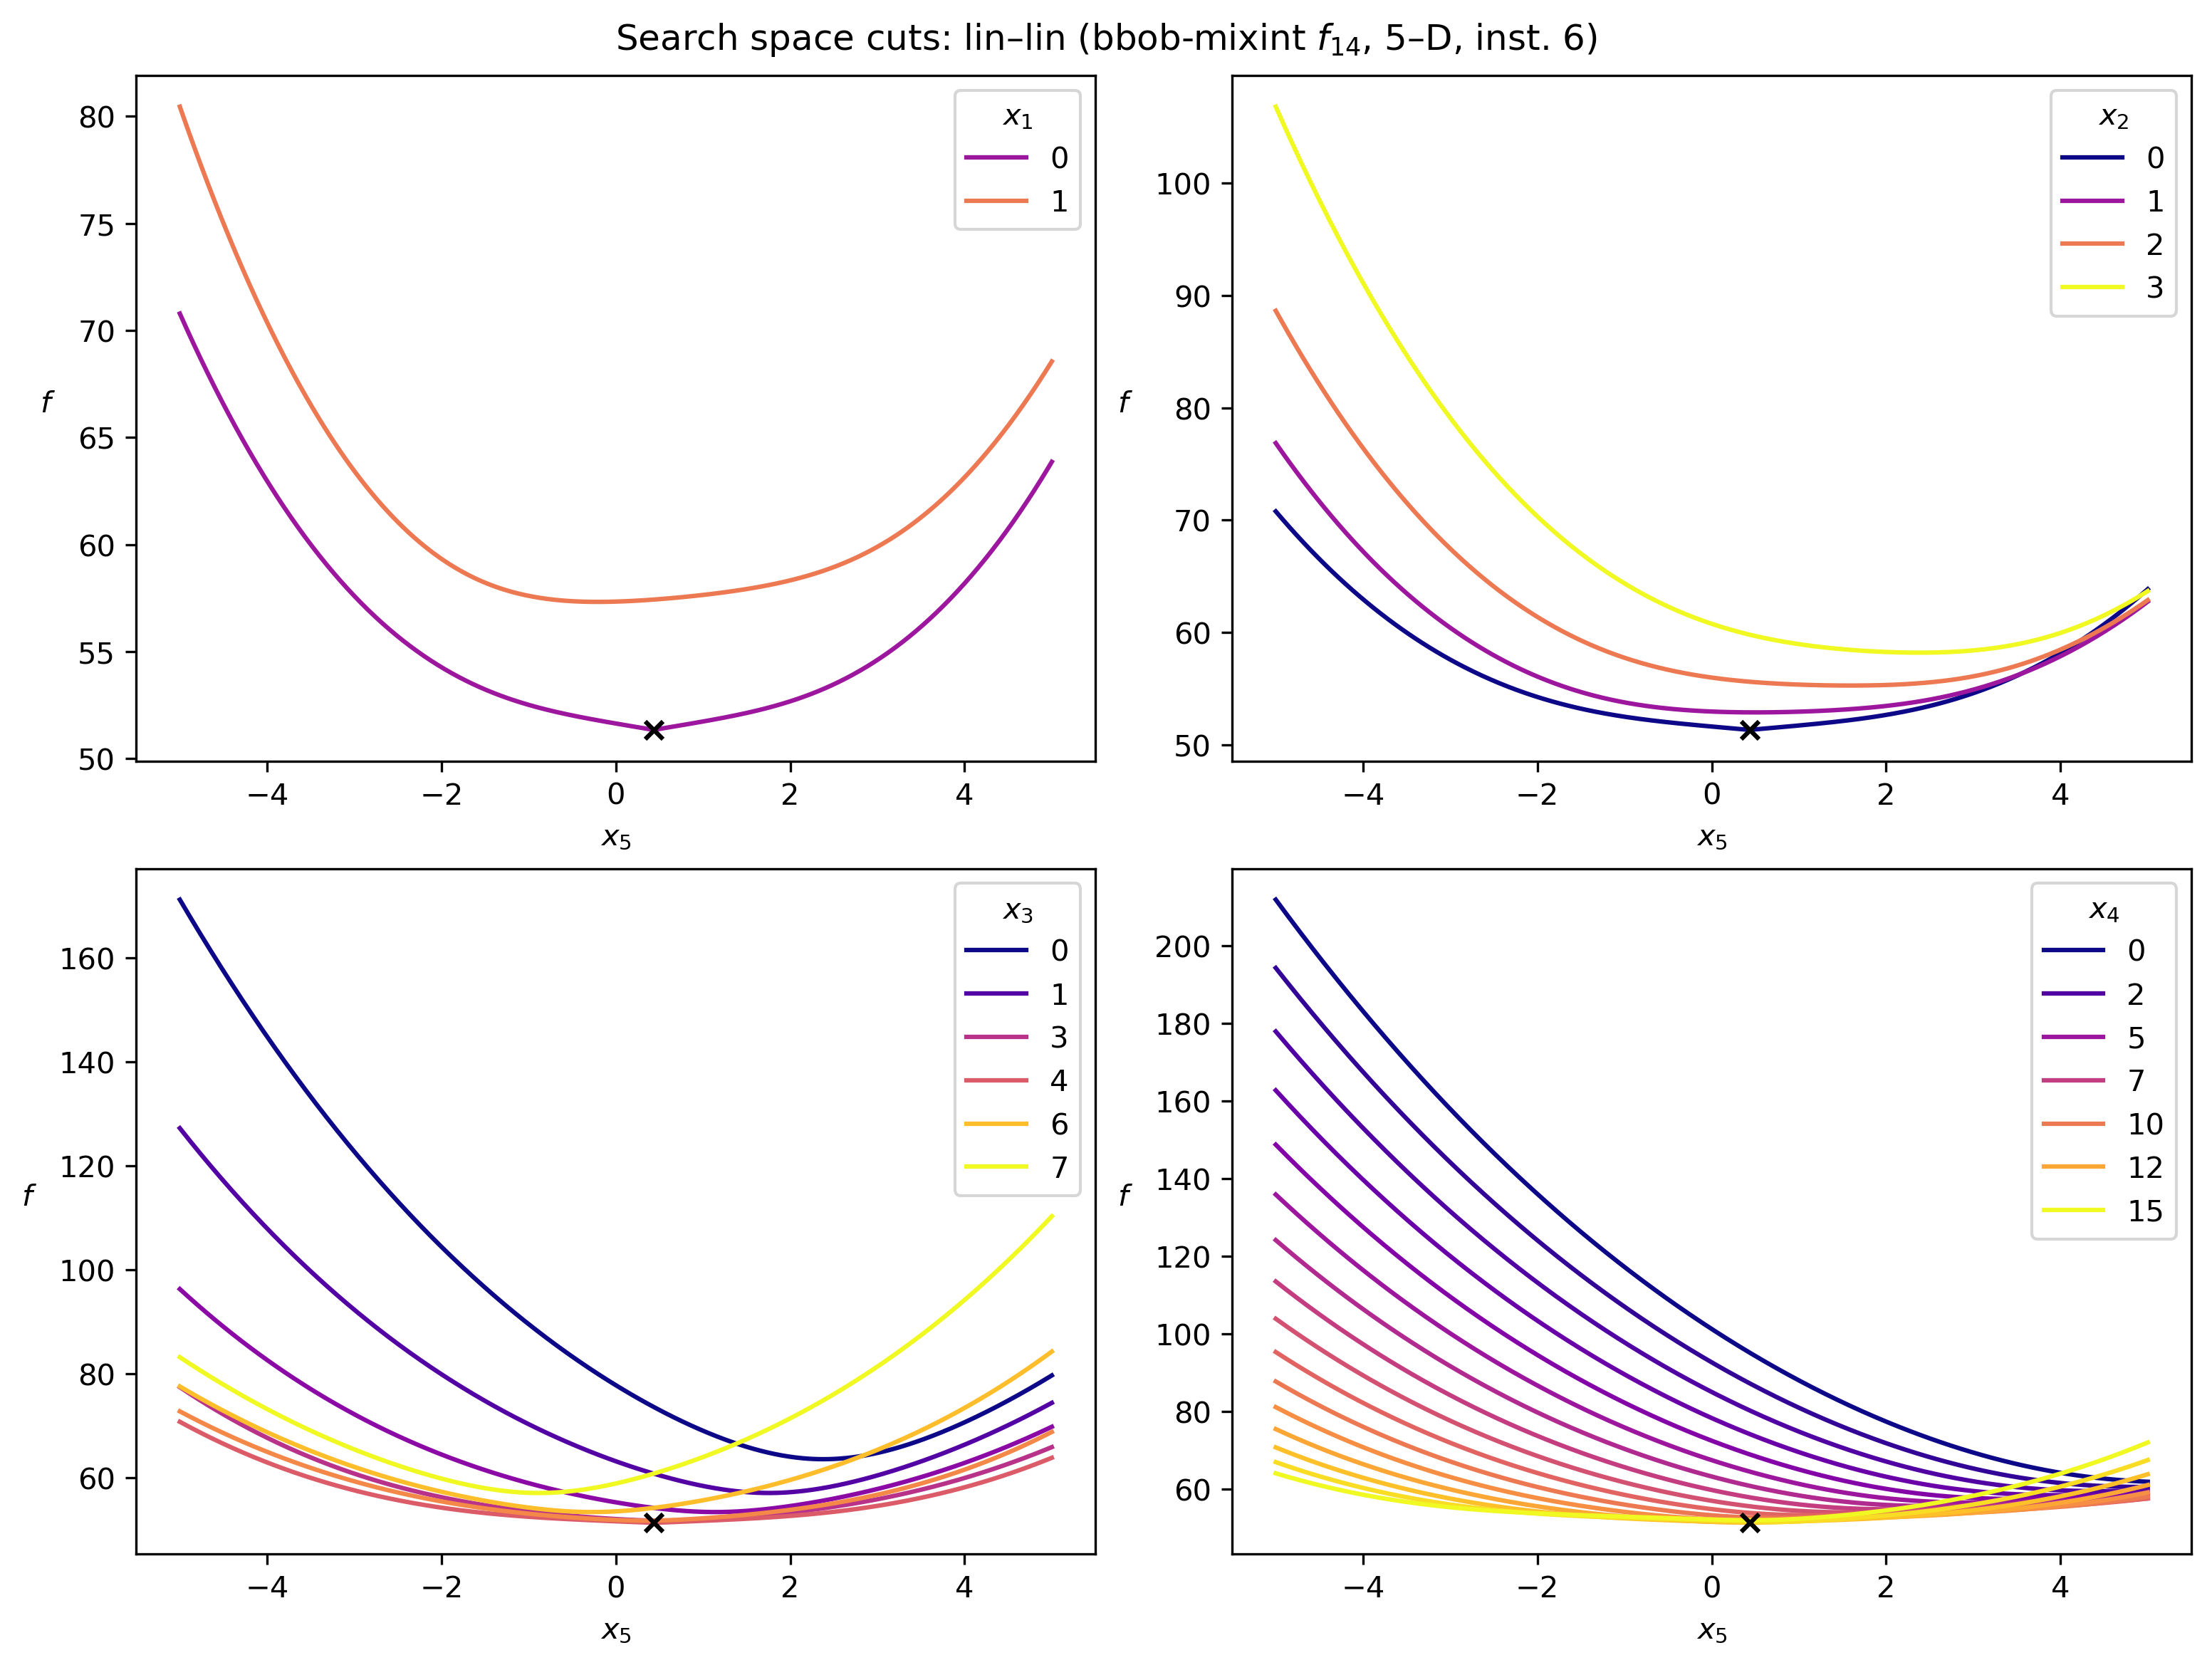 Search space cuts: lin–lin (bbob-mixint f14, 5–D, inst. 6)
80
75
70
65
60
55
50
f
−4 −2 0 2 4
x5
x1
0
1
100
90
80
70
60
50
f
−4 −2 0 2 4
x5
x2
0
1
2
3
160
140
120
100
80
60
f
−4 −2 0 2 4
x5
x3
0
1
3
4
6
7
200
180
160
140
120
100
80
60
f
−4 −2 0 2 4
x5
x4
0
2
5
7
10
12
15